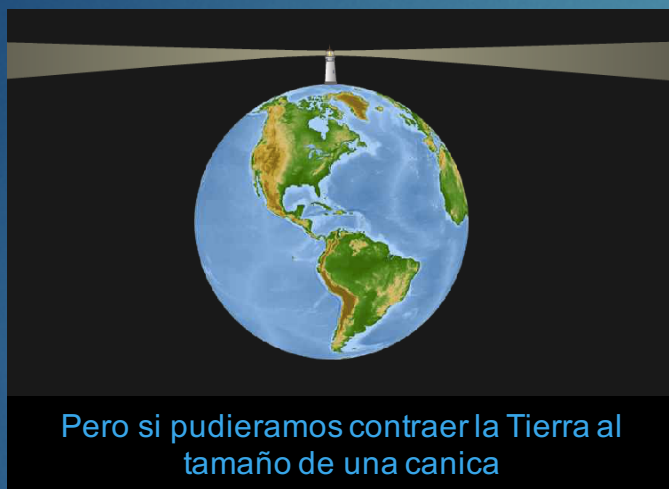 Pero si pudieramos contraer la Tierra al
tamaño de una canica